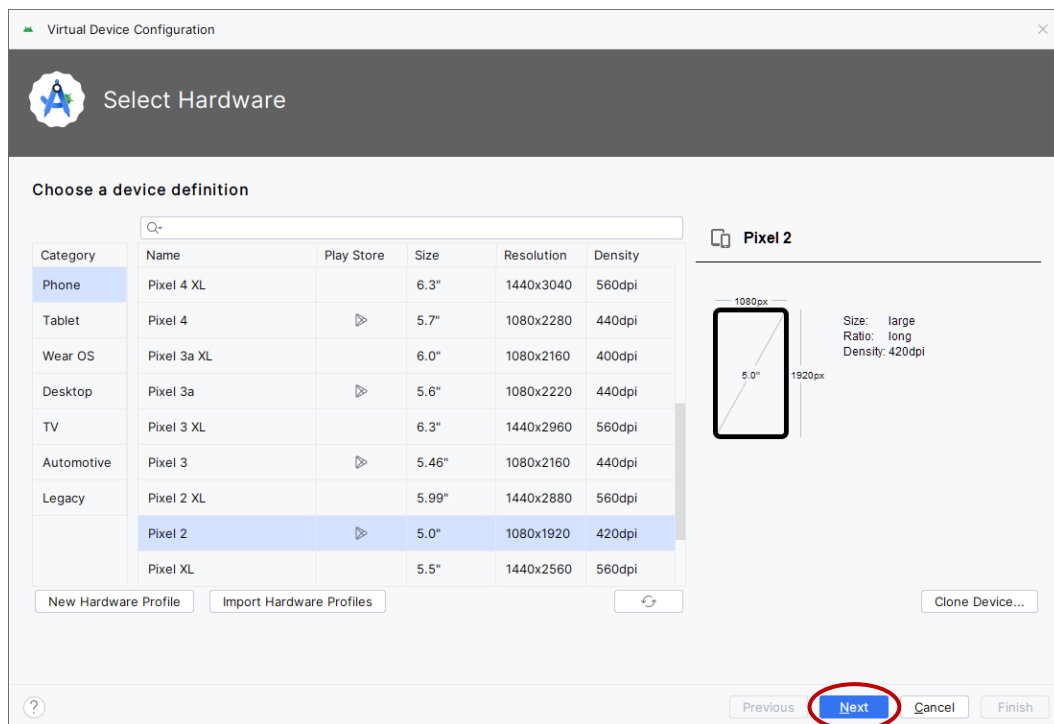 Virtual Device Configuration
Select Hardware
Choose a device definition
Category
Phone
Tablet
Wear OS
Desktop
TV
Automotive
Legacy
Name Play Store Size Resolution Density
Pixel 4 XL 6.3" 1440x3040 560dpi
Pixel 4 5.7" 1080x2280 440dpi
Pixel 3a XL 6.0" 1080x2160 400dpi
Pixel 3a 5.6" 1080x2220 440dpi
Pixel 3 XL 6.3" 1440x2960 560dpi
Pixel 3 5.46" 1080x2160 440dpi
Pixel 2 XL 5.99" 1440x2880 560dpi
Pixel 2 5.0" 1080x1920 420dpi
Pixel XL 5.5" 1440x2560 560dpi
Pixel 2
1080px
5.0"
1920px
Size: large
Ratio: long
Density: 420dpi
New Hardware Profile Import Hardware Profiles
Clone Device...
? Previous Next Cancel Finish